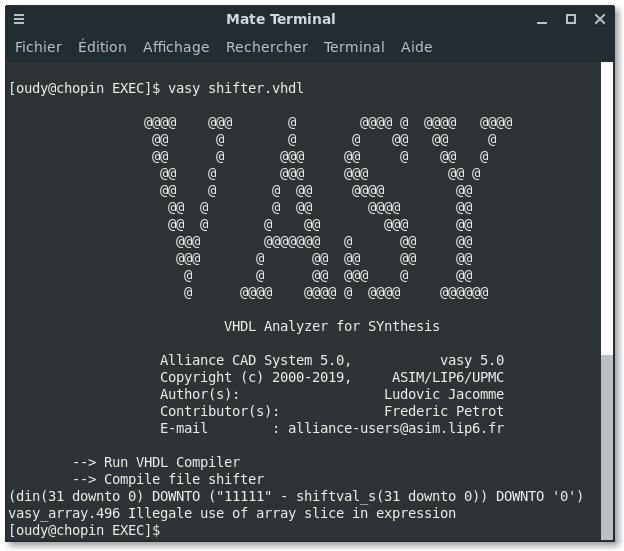 Mate Terminal
Fichier Édition Affichage Rechercher Terminal Aide
[oudy@chopin EXEC]$ vasy shifter.vhdl
@@@@    @@@       @        @@@@ @  @@@@   @@@@
 @@      @        @       @    @@   @@     @
 @@      @       @@@     @@     @    @@   @
  @@    @        @@@     @@@          @@ @
  @@    @       @  @@     @@@@         @@
   @@  @        @  @@       @@@@       @@
   @@  @       @    @@        @@@      @@
    @@@        @@@@@@@   @      @@     @@
    @@@       @      @@  @@     @@     @@
     @        @      @@  @@@    @      @@
     @      @@@@    @@@@ @  @@@@     @@@@@@
VHDL Analyzer for SYnthesis
Alliance CAD System 5.0,           vasy 5.0
Copyright (c) 2000-2019,     ASIM/LIP6/UPMC
Author(s):                  Ludovic Jacomme
Contributor(s):             Frederic Petrot
E-mail        : alliance-users@asim.lip6.fr
--> Run VHDL Compiler
--> Compile file shifter
(din(31 downto 0) DOWNTO ("11111" - shiftval_s(31 downto 0)) DOWNTO '0')
vasy_array.496 Illegale use of array slice in expression
[oudy@chopin EXEC]$